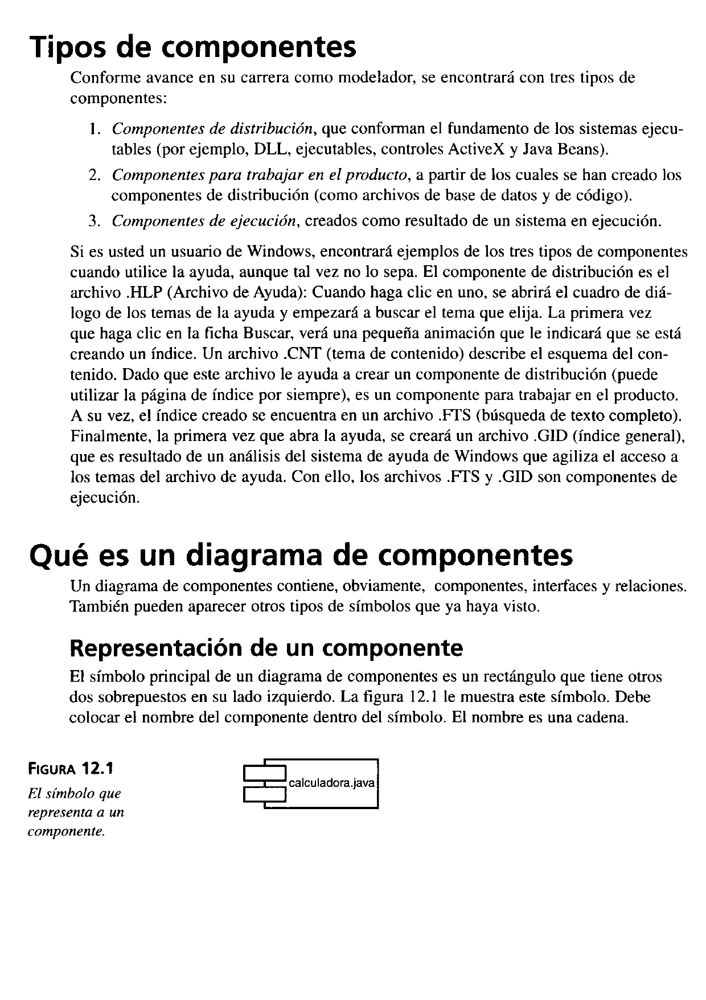 Tipos de componentes
Conforme avance en su carrera como modelador, se encontrará con tres tipos de
componentes:
1. Componentes de distribución, que conforman el fundamento de los sistemas ejecu-
tables (por ejemplo, DLL, ejecutables, controles ActiveX y Java Beans).
2. Componentes para trabajar en el producto, a partir de los cuales se han creado los
componentes de distribución (como archivos de base de datos y de código).
3. Componentes de ejecución, creados como resultado de un sistema en ejecución.
Si es usted un usuario de Windows, encontrará ejemplos de los tres tipos de componentes
cuando utilice la ayuda, aunque tal vez no lo sepa. El componente de distribución es el
archivo .HLP (Archivo de Ayuda): Cuando haga clic en uno, se abrirá el cuadro de diá-
logo de los temas de la ayuda y empezará a buscar el tema que elija. La primera vez
que haga clic en la ficha Buscar, verá una pequeña animación que le indicará que se está
creando un índice. Un archivo .CNT (tema de contenido) describe el esquema del con-
tenido. Dado que este archivo le ayuda a crear un componente de distribución (puede
utilizar la página de índice por siempre), es un componente para trabajar en el producto.
A su vez, el índice creado se encuentra en un archivo .FTS (búsqueda de texto completo).
Finalmente, la primera vez que abra la ayuda, se creará un archivo .GID (índice general),
que es resultado de un análisis del sistema de ayuda de Windows que agiliza el acceso a
los temas del archivo de ayuda. Con ello, los archivos .FTS y .GID son componentes de
ejecución.
Qué es un diagrama de componentes
Un diagrama de componentes contiene, obviamente, componentes, interfaces y relaciones.
También pueden aparecer otros tipos de símbolos que ya haya visto.
Representación de un componente
El símbolo principal de un diagrama de componentes es un rectángulo que tiene otros
dos sobrepuestos en su lado izquierdo. La figura 12.1 le muestra este símbolo. Debe
colocar el nombre del componente dentro del símbolo. El nombre es una cadena.
FIGURA 12.1
El símbolo que
representa a un
componente.
calculadora.java